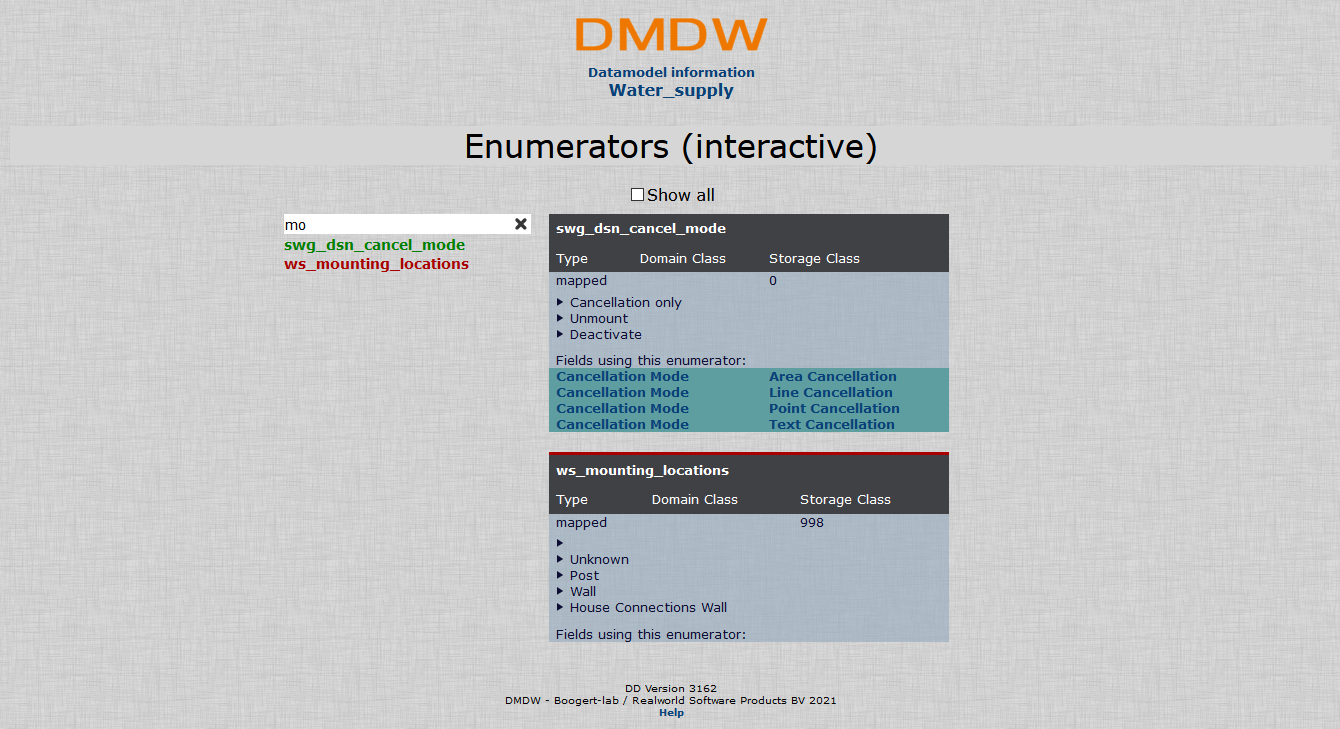 DMDW
Datamodel information
Water_supply
Enumerators (interactive)
Show all
mo
swg_dsn_cancel_mode
ws_mounting_locations
swg_dsn_cancel_mode
Type Domain Class Storage Class
mapped 0
Cancellation only
Unmount
Deactivate
Fields using this enumerator:
Cancellation Mode Area Cancellation
Cancellation Mode Line Cancellation
Cancellation Mode Point Cancellation
Cancellation Mode Text Cancellation
ws_mounting_locations
Type Domain Class Storage Class
mapped 998
Unknown
Post
Wall
House Connections Wall
Fields using this enumerator:
DD Version 3162
DMDW - Boogert-lab / Realworld Software Products BV 2021
Help